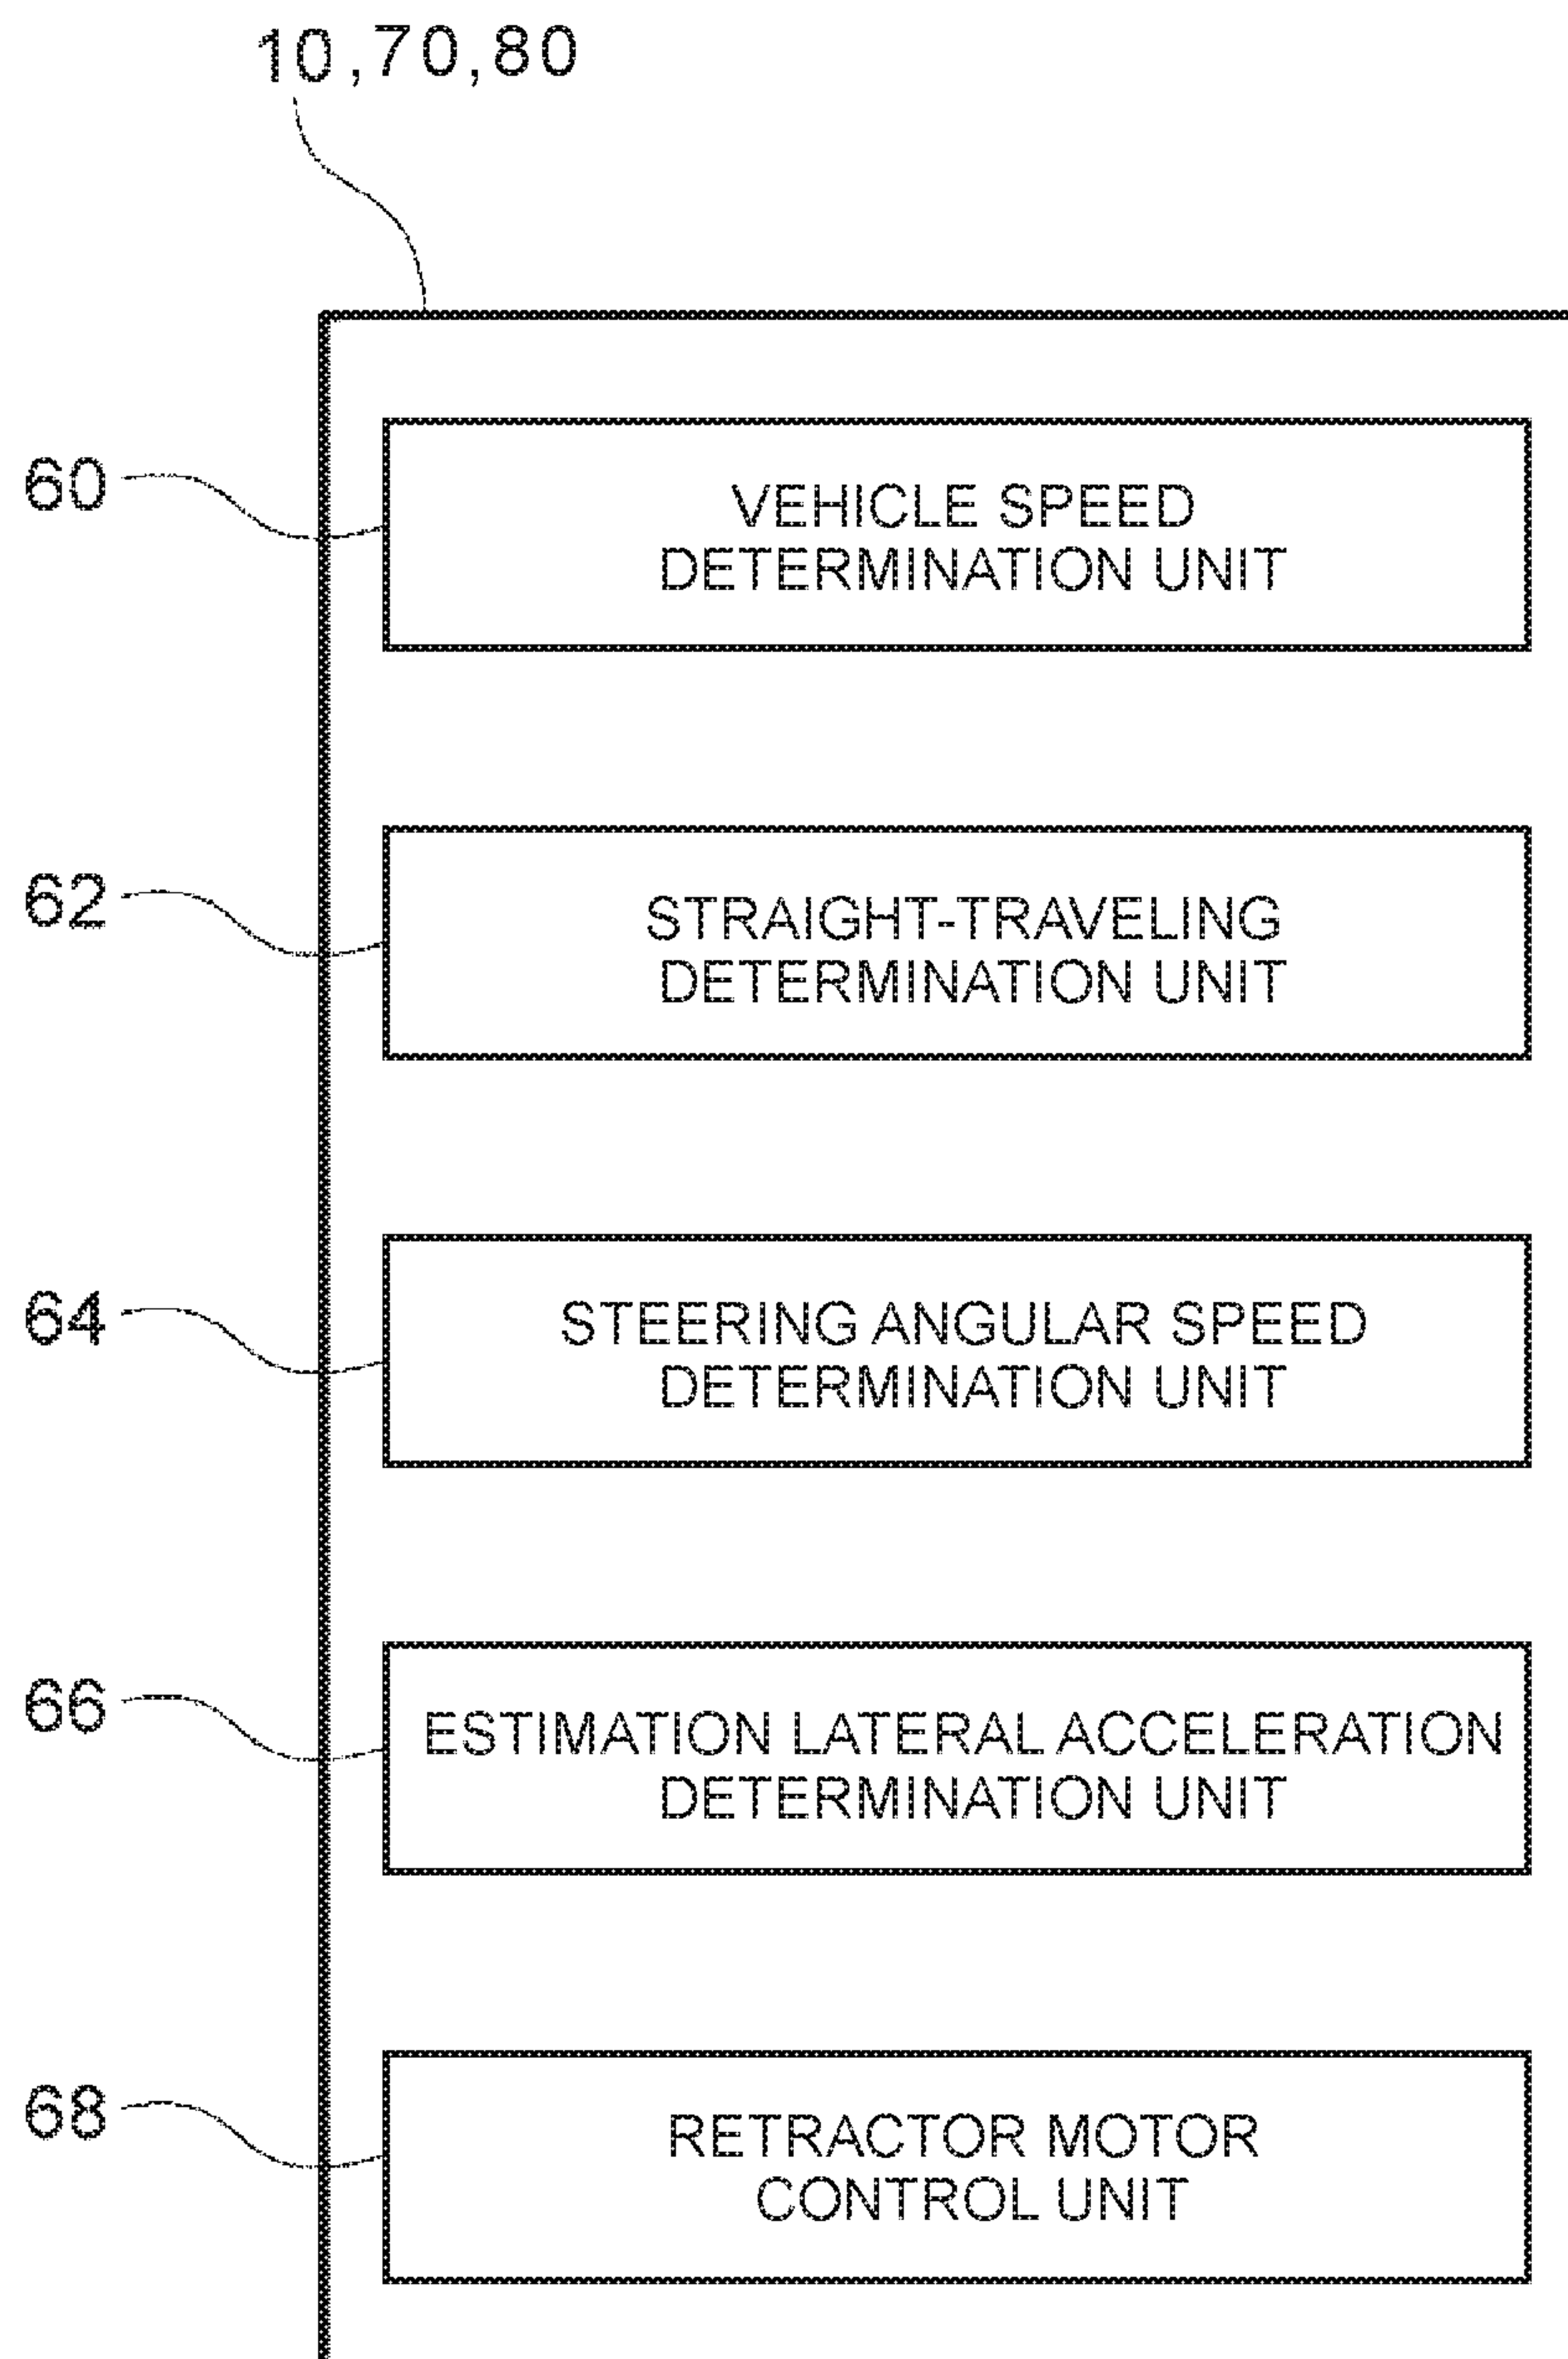 10,70,80
60
VEHICLE SPEED
DETERMINATION UNIT
62
STRAIGHT-TRAVELING
DETERMINATION UNIT
64
STEERING ANGULAR SPEED
DETERMINATION UNIT
66
ESTIMATION LATERAL ACCELERATION
DETERMINATION UNIT
68
RETRACTOR MOTOR
CONTROL UNIT